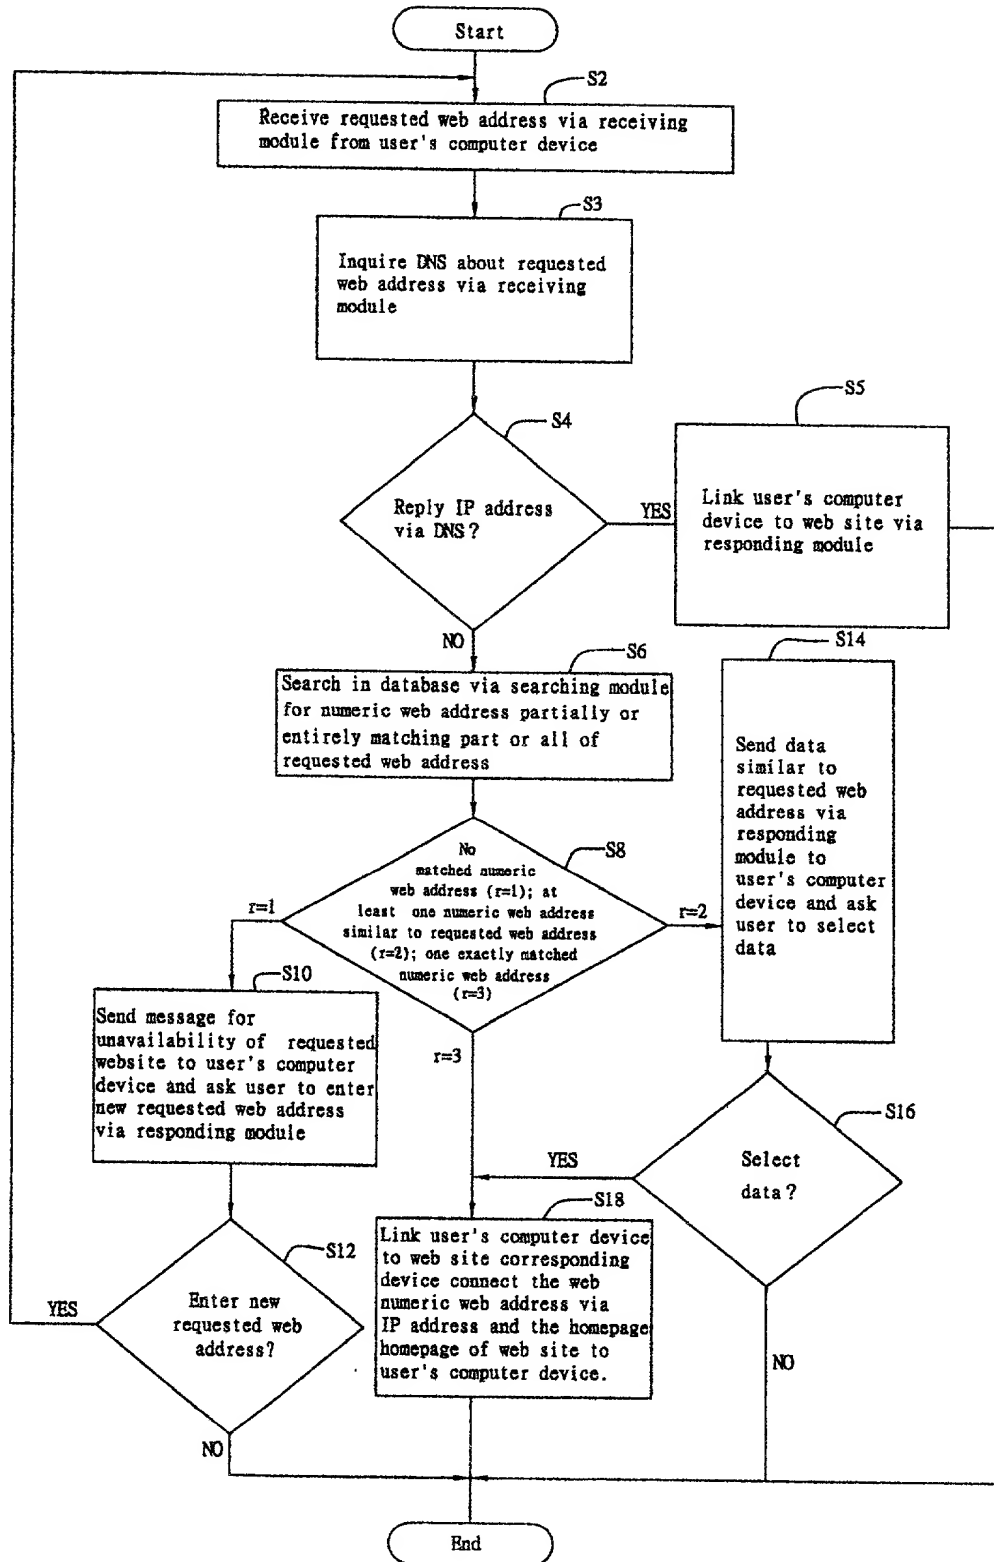 Start
S2
Receive requested web address via receiving
module from user's computer device
S3
Inquire DNS about requested
web address via receiving
module
S4
Reply IP address
via DNS?
YES
S5
Link user's computer
device to web site via
responding module
NO
S6
Search in database via searching module
for numeric web address partially or
entirely matching part or all of
requested web address
S14
Send data
similar to
requested web
address via
responding
module to
user's computer
device and ask
user to select
data
S8
No
matched numeric
web address (r=1); at
least one numeric web address
similar to requested web address
(r=2); one exactly matched
numeric web address
(r=3)
r=1
r=2
r=3
S10
Send message for
unavailability of requested
website to user's computer
device and ask user to enter
new requested web address
via responding module
S16
Select
data?
YES
NO
S18
Link user's computer device
to web site corresponding
device connect the web
numeric web address via
IP address and the homepage
homepage of web site to
user's computer device.
S12
Enter new
requested web
address?
YES
NO
End